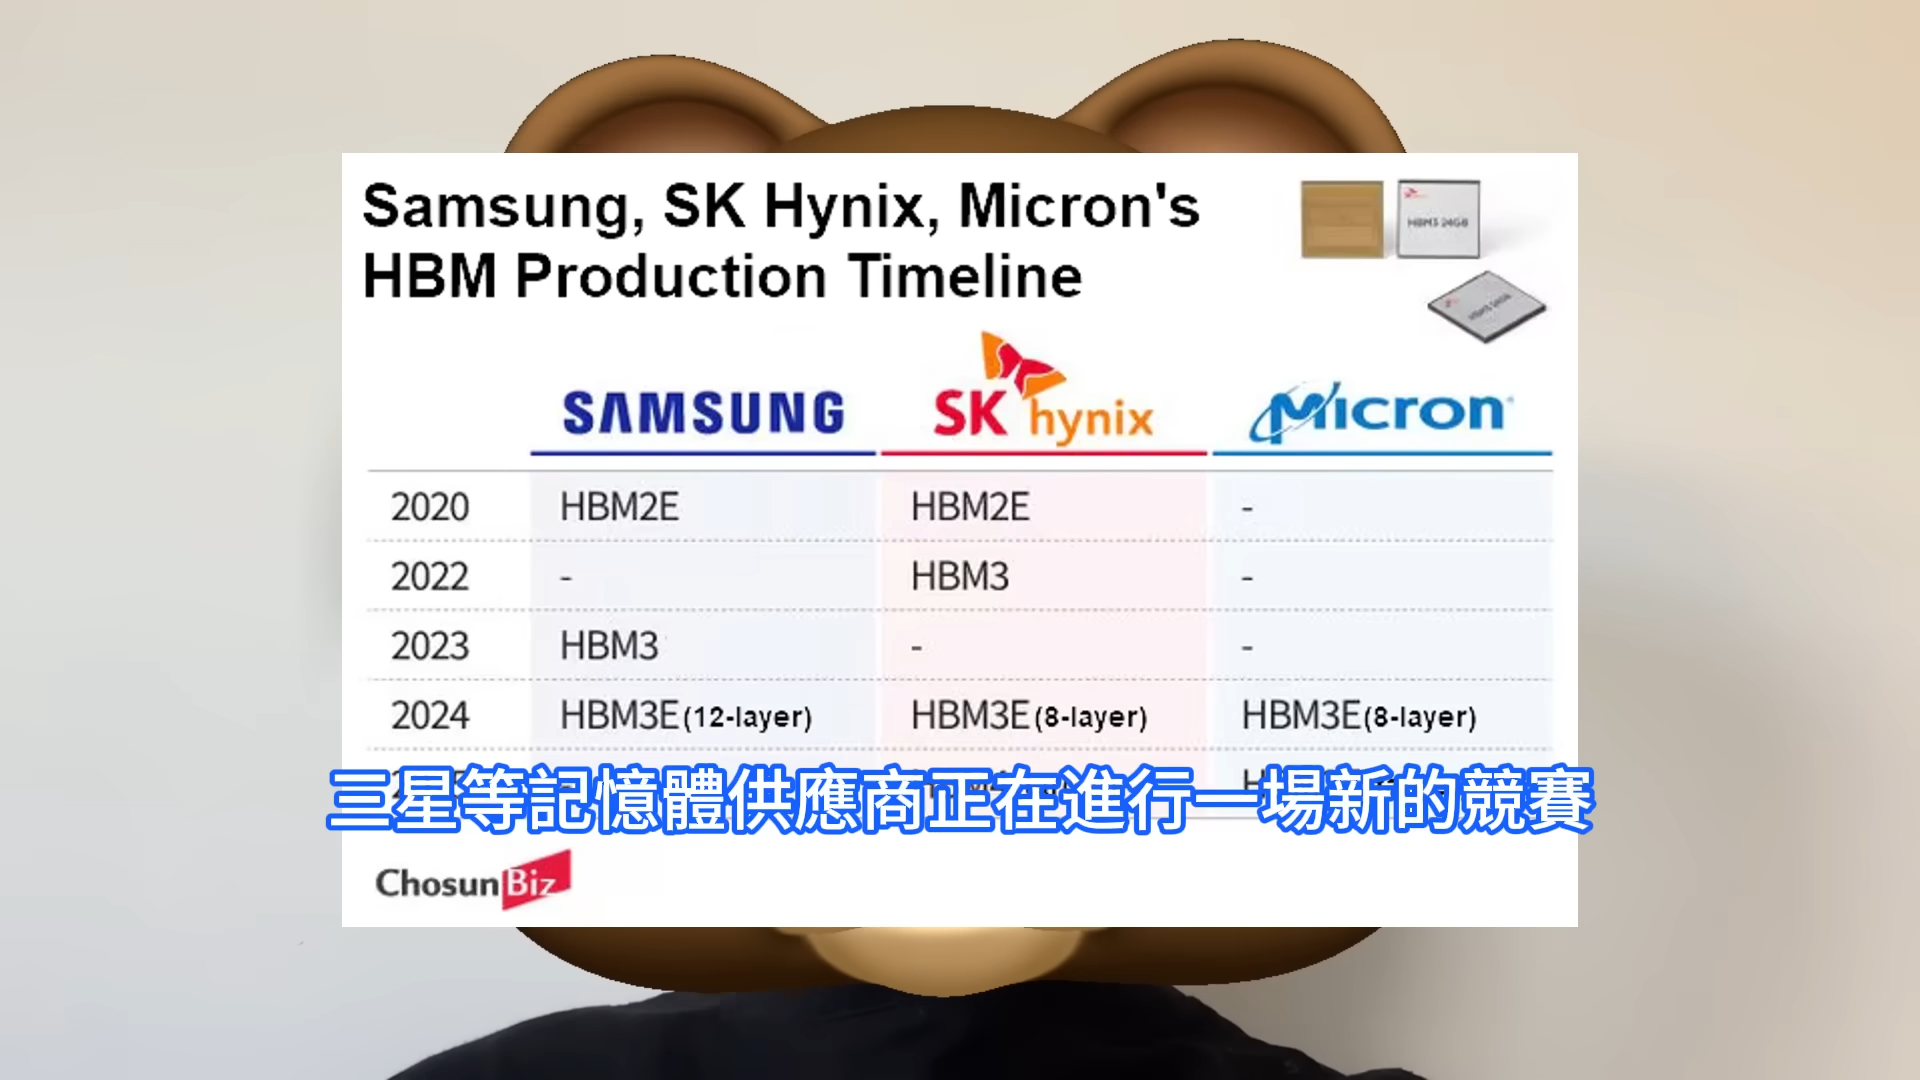 Samsung, SK Hynix, Micron's
HBM Production Timeline
HBM3 24GB
SAMSUNG SK hynix Micron
2020 HBM2E HBM2E -
2022 - HBM3 -
2023 HBM3 - -
2024 HBM3E(12-layer) HBM3E(8-layer) HBM3E(8-layer)
三星等記憶體供應商正在進行一場新的競賽
ChosunBiz